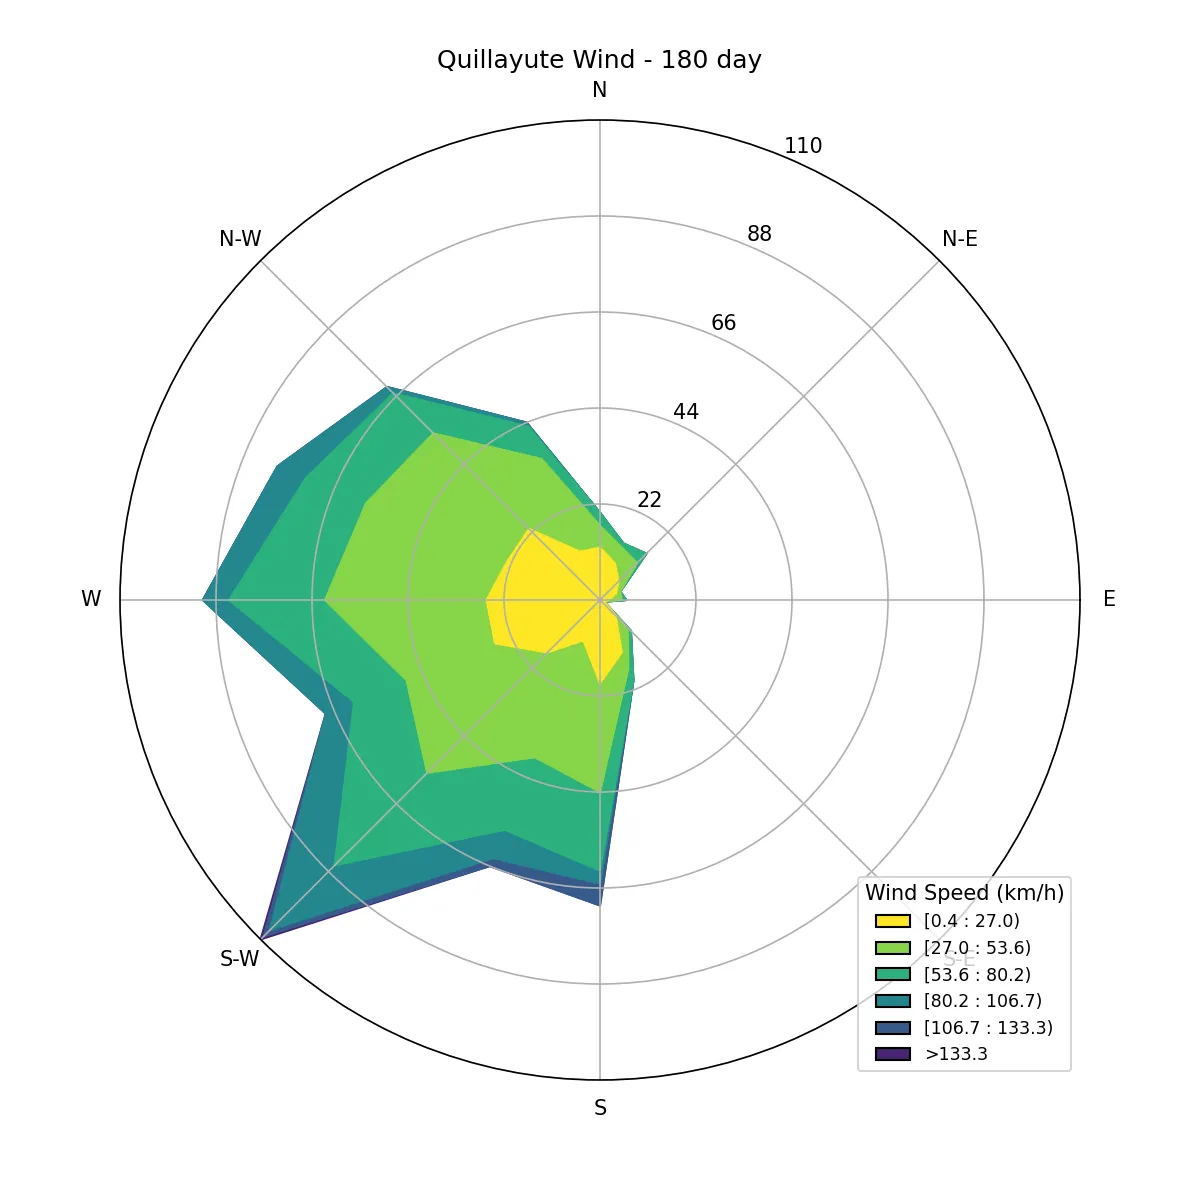 Quillayute Wind - 180 day
N
110
88
N-W
N-E
66
44
22
W
E
Wind Speed (km/h)
[0.4 : 27.0)
[27.0 : 53.6)
S-W
S-E
[53.6 : 80.2)
[80.2 : 106.7)
[106.7 : 133.3)
>133.3
S